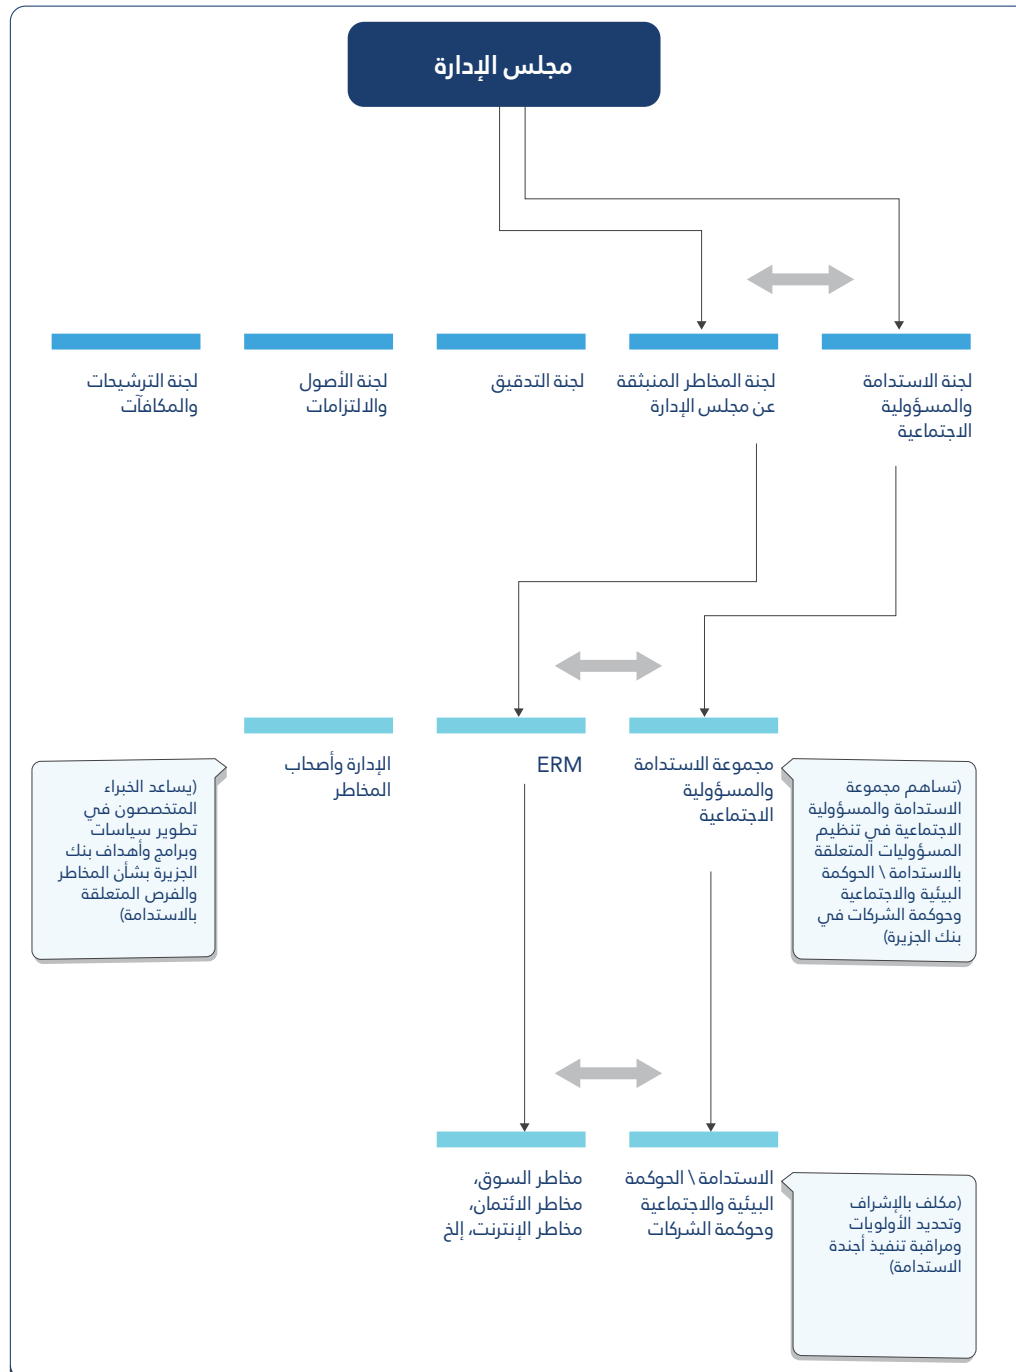 مجلس الإدارة
لجنة الاستدامة
والمسؤولية
الاجتماعية
لجنة المخاطر المنبثقة
عن مجلس الإدارة
لجنة التدقيق
لجنة الأصول
والالتزامات
لجنة الترشيحات
والمكافآت
(تساهم مجموعة
الاستدامة والمسؤولية
الاجتماعية في تنظيم
المسؤوليات المتعلقة
بالاستدامة \ الحوكمة
البيئية والاجتماعية
وحوكمة الشركات في
بنك الجزيرة)
مجموعة الاستدامة
والمسؤولية
الاجتماعية
ERM
الإدارة وأصحاب
المخاطر
(يساعد الخبراء
المتخصصون في
تطوير سياسات
وبرامج وأهداف بنك
الجزيرة بشأن المخاطر
والفرص المتعلقة
بالاستدامة)
(مكلف بالإشراف
وتحديد الأولويات
ومراقبة تنفيذ أجندة
الاستدامة)
الاستدامة \ الحوكمة
البيئية والاجتماعية
وحوكمة الشركات
مخاطر السوق،
مخاطر الائتمان،
مخاطر الإنترنت، إلخ